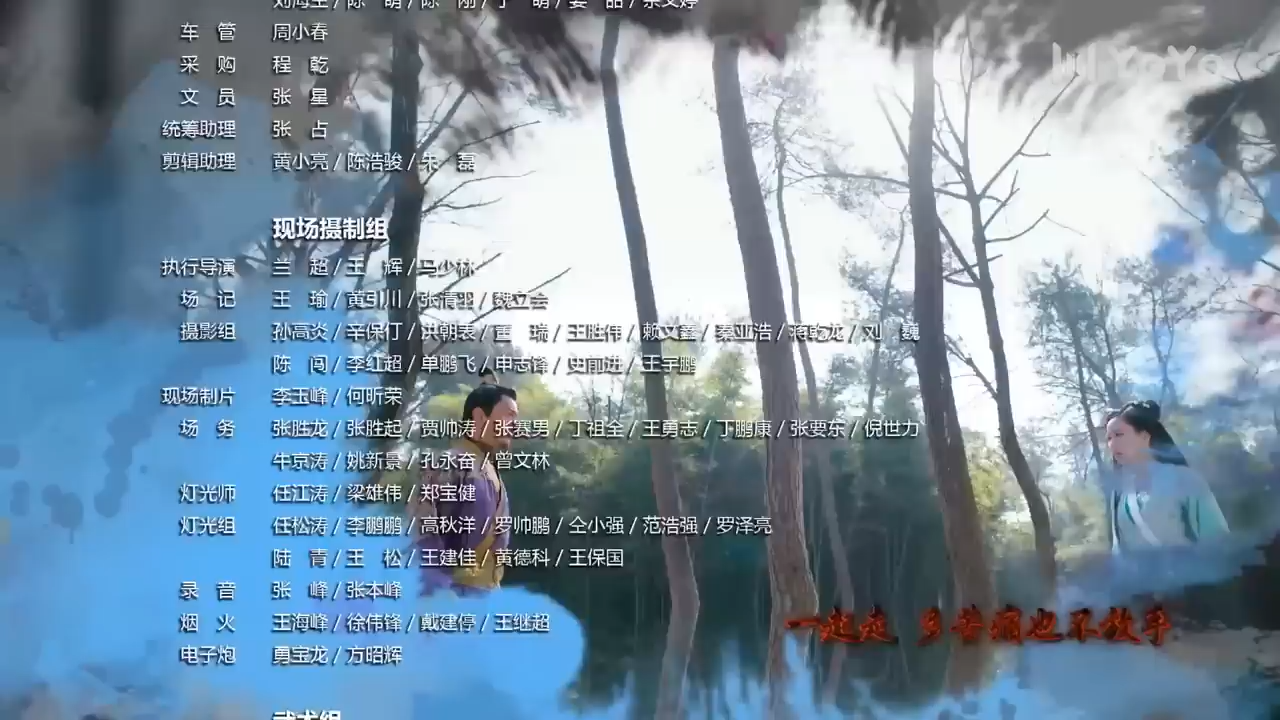 车 管 周小春
采 购 程 乾
文 员 张 星
统筹助理 张 占
剪辑助理 黄小亮 / 陈浩骏 / 朱 磊
现场摄制组
执行导演 兰 超 / 王 辉 / 马少林
场 记 王 瑜 / 黄引川 / 张清羽 / 魏立会
摄影组 孙高炎 / 辛保仃 / 洪朝表 / 董 瑞 / 王胜伟 / 赖文鑫 / 秦亚浩 / 蒋乾龙 / 刘 巍
陈 闯 / 李红超 / 单鹏飞 / 申志锋 / 史前进 / 王宇鹏
现场制片 李玉峰 / 何昕荣
场 务 张胜龙 / 张胜起 / 贾帅涛 / 张赛男 / 丁祖全 / 王勇志 / 丁鹏康 / 张要东 / 倪世力
牛京涛 / 姚新景 / 孔永奋 / 曾文林
灯光师 任江涛 / 梁雄伟 / 郑宝健
灯光组 任松涛 / 李鹏鹏 / 高秋洋 / 罗帅鹏 / 仝小强 / 范浩强 / 罗泽亮
陆 青 / 王 松 / 王建佳 / 黄德科 / 王保国
录 音 张 峰 / 张本峰
烟 火 王海峰 / 徐伟锋 / 戴建停 / 王继超
一起走 多苦痛也不放手
电子炮 勇宝龙 / 方昭辉
YoYo